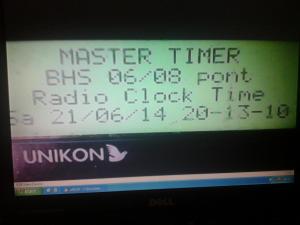 MASTER TIMER
BHS 06/08 pont
Radio Clock Time
Sa 21/06/14 20-13-10
UNIKON
DELL